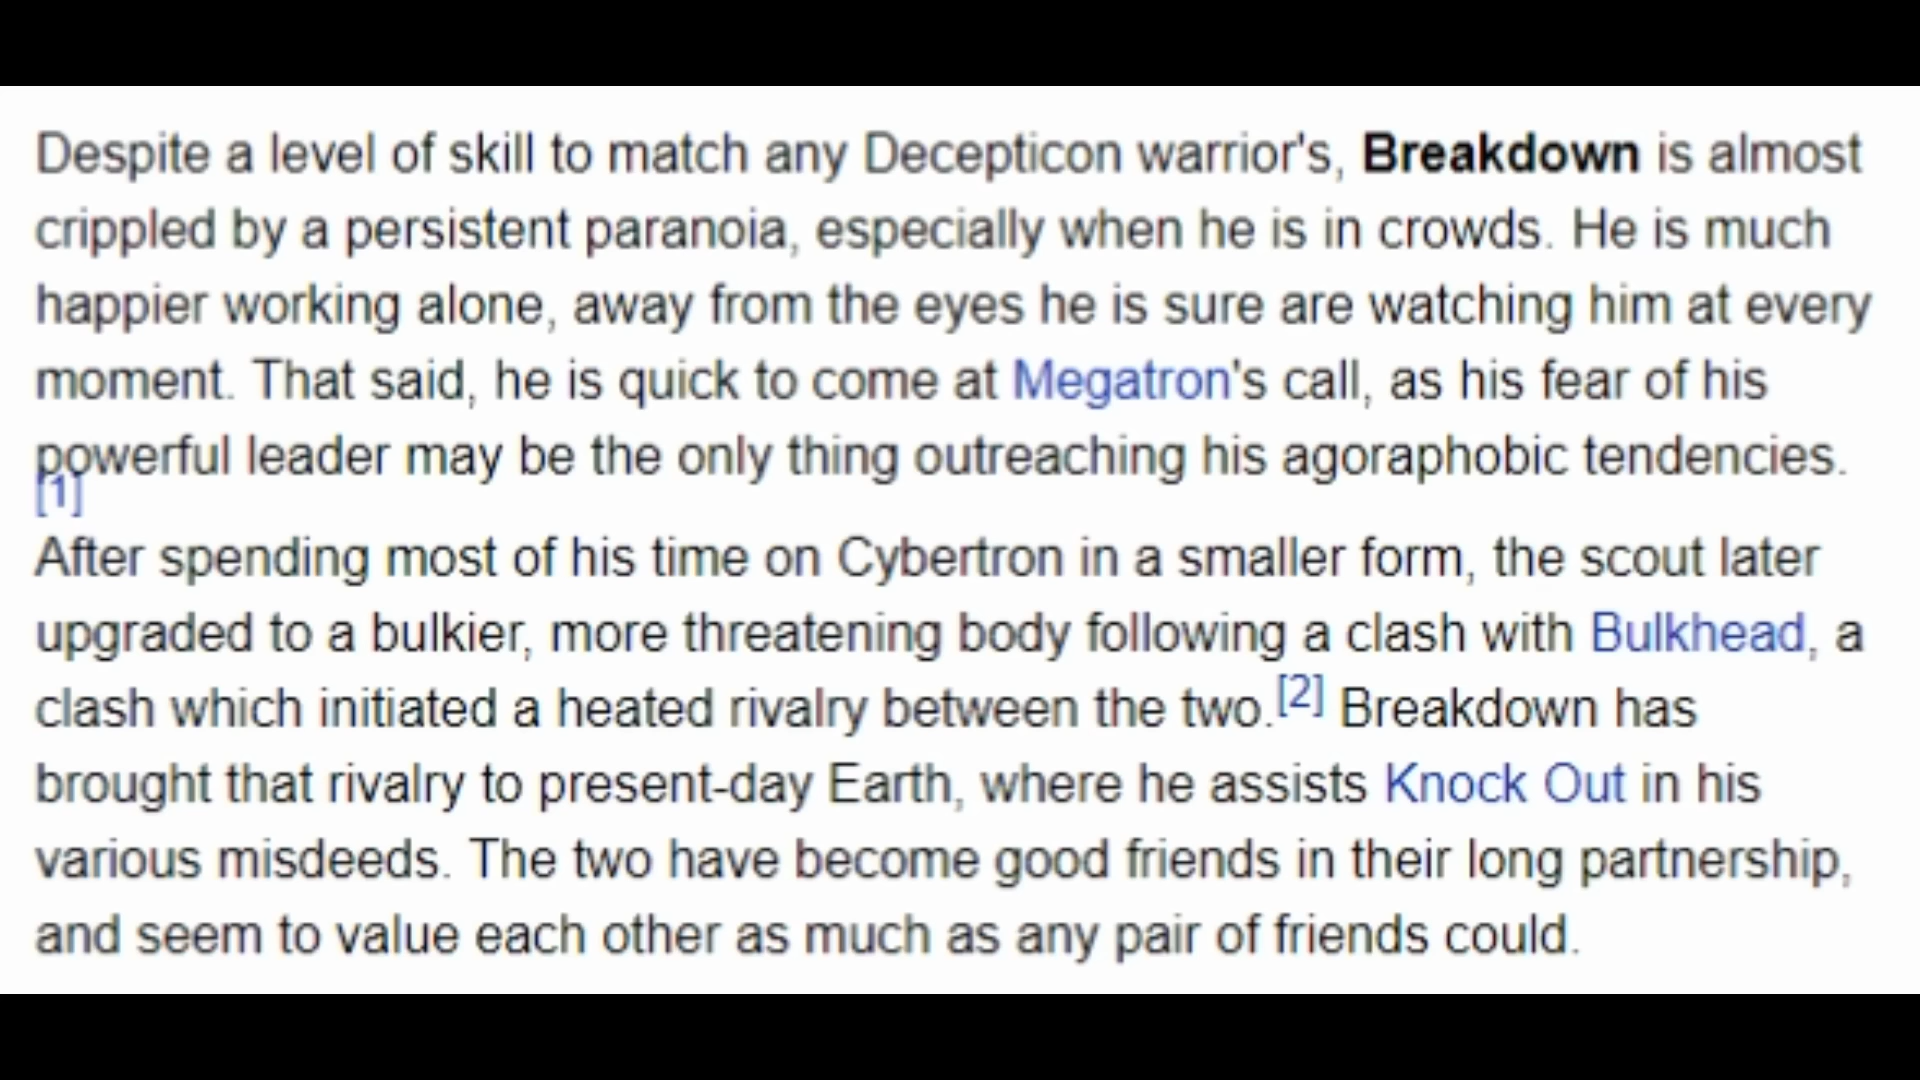 Despite a level of skill to match any Decepticon warrior's, Breakdown is almost
crippled by a persistent paranoia, especially when he is in crowds. He is much
happier working alone, away from the eyes he is sure are watching him at every
moment. That said, he is quick to come at Megatron's call, as his fear of his
powerful leader may be the only thing outreaching his agoraphobic tendencies.
[1]
After spending most of his time on Cybertron in a smaller form, the scout later
upgraded to a bulkier, more threatening body following a clash with Bulkhead, a
clash which initiated a heated rivalry between the two.[2] Breakdown has
brought that rivalry to present-day Earth, where he assists Knock Out in his
various misdeeds. The two have become good friends in their long partnership,
and seem to value each other as much as any pair of friends could.